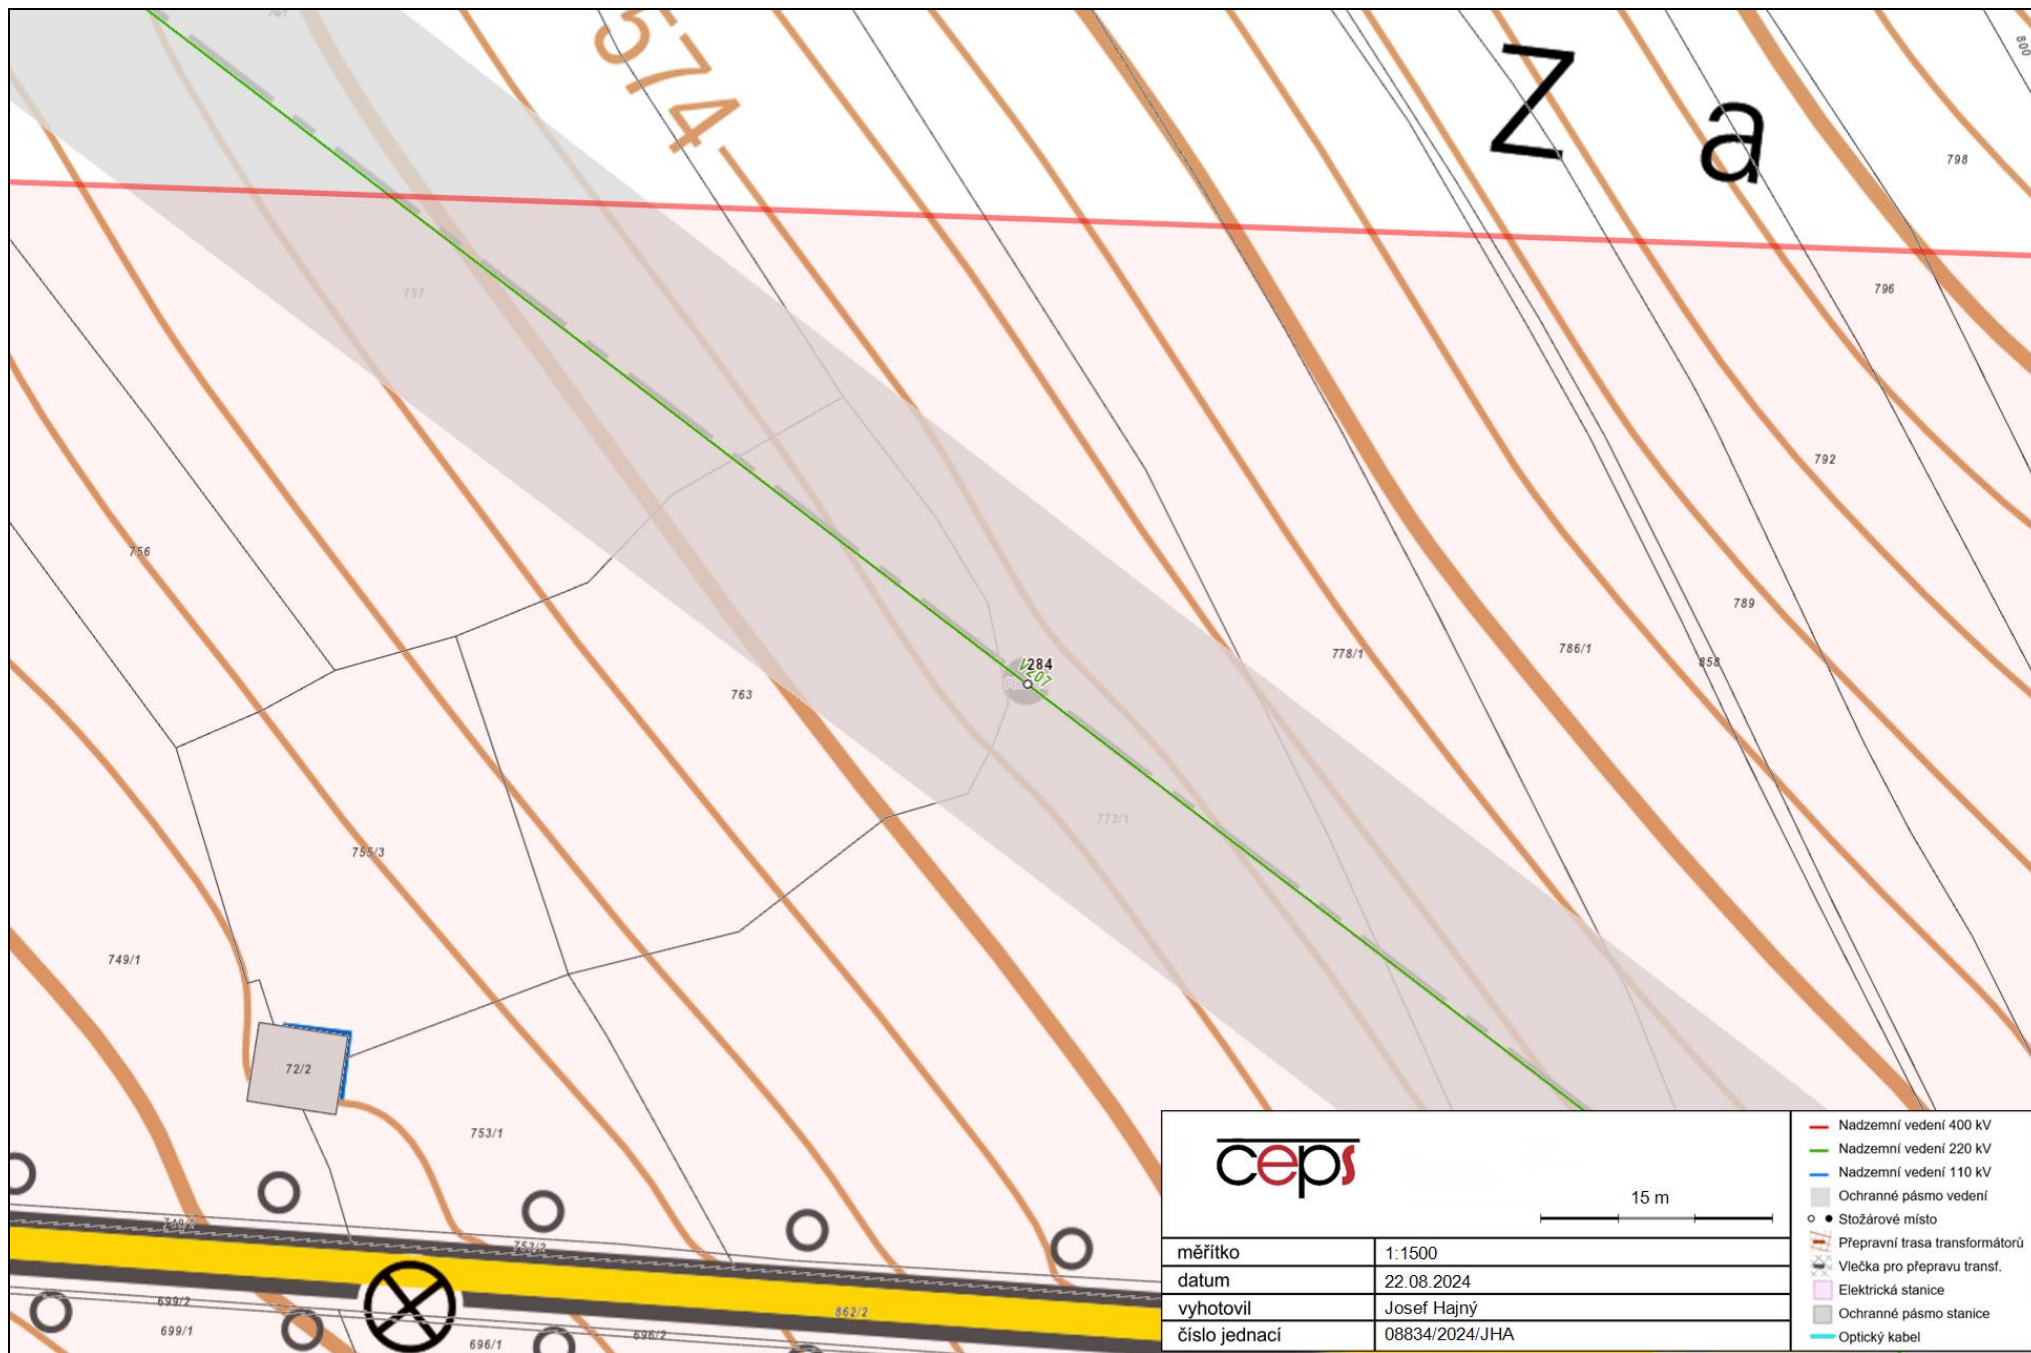 574
Z a
800
798
796
757
792
756
789
284
V207
778/1
786/1
858
763
773/1
755/3
749/1
72/2
753/1
749/2
753/2
699/2
862/2
699/1
696/1
696/2
ceps
15 m
měřítko 1:1500
datum 22.08.2024
vyhotovil Josef Hajný
číslo jednací 08834/2024/JHA
Nadzemní vedení 400 kV
Nadzemní vedení 220 kV
Nadzemní vedení 110 kV
Ochranné pásmo vedení
Stožárové místo
Přepravní trasa transformátorů
Vlečka pro přepravu transf.
Elektrická stanice
Ochranné pásmo stanice
Optický kabel